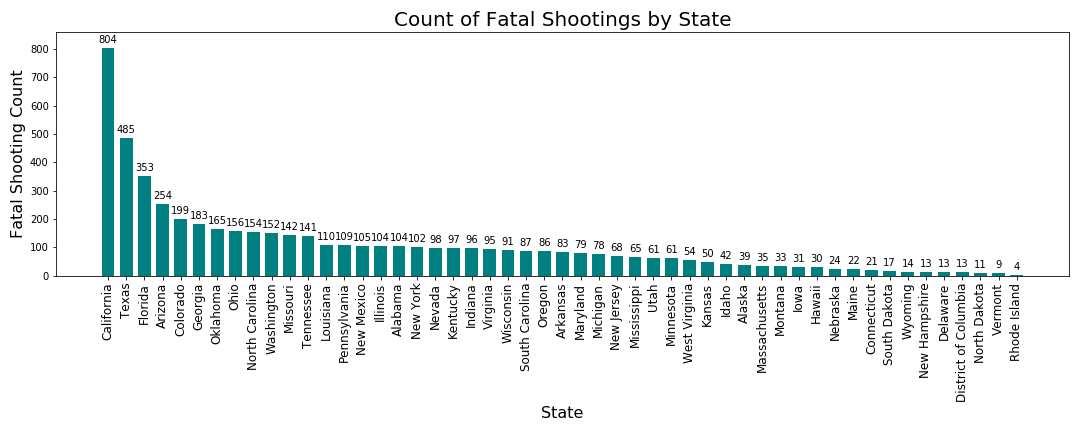 Count of Fatal Shootings by State
Fatal Shooting Count
800
700
600
500
400
300
200
100
0
804
485
353
254
199
183
165
156
154
152
142
141
110
109
105
104
104
102
98
97
96
95
91
87
86
83
79
78
68
65
61
61
54
50
42
39
35
33
31
30
24
22
21
17
14
13
13
13
11
9
4
California
Texas
Florida
Arizona
Colorado
Georgia
Oklahoma
Ohio
North Carolina
Washington
Missouri
Tennessee
Louisiana
Pennsylvania
New Mexico
Illinois
Alabama
New York
Nevada
Kentucky
Indiana
Virginia
Wisconsin
South Carolina
Oregon
Arkansas
Maryland
Michigan
New Jersey
Mississippi
Utah
Minnesota
West Virginia
Kansas
Idaho
Alaska
Massachusetts
Montana
Iowa
Hawaii
Nebraska
Maine
Connecticut
South Dakota
Wyoming
New Hampshire
Delaware
District of Columbia
North Dakota
Vermont
Rhode Island
State